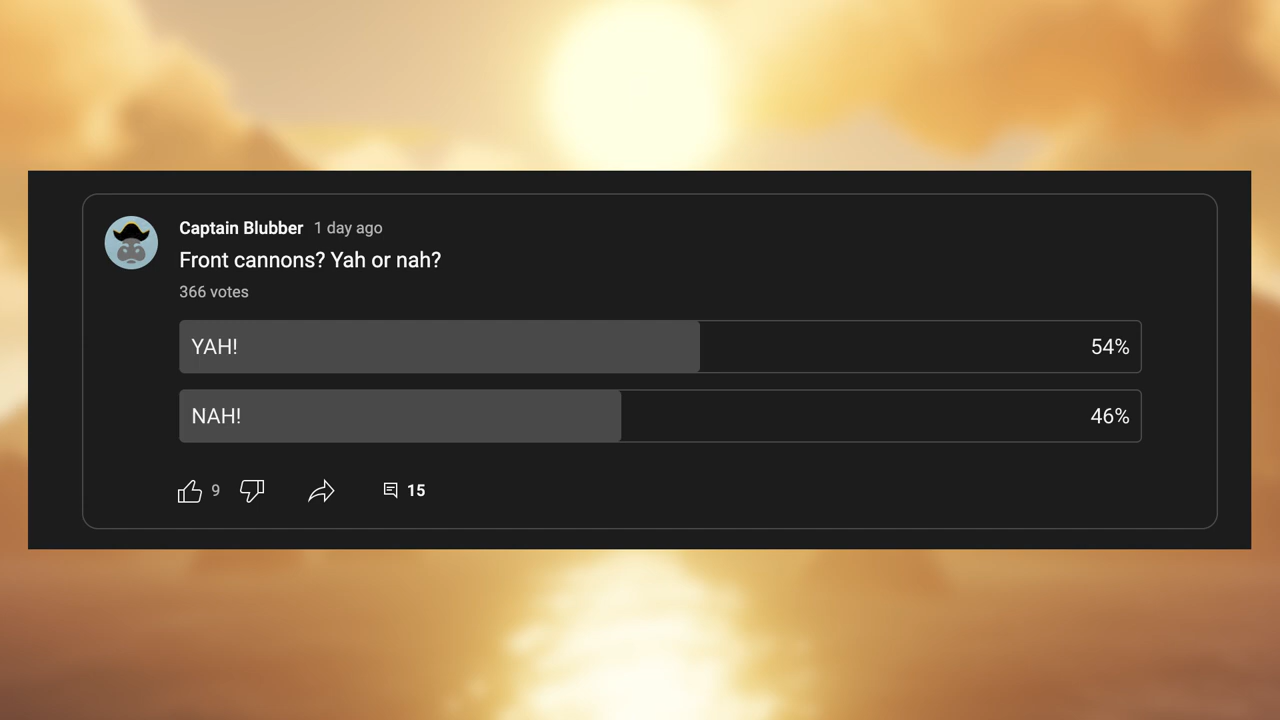 Captain Blubber 1 day ago
Front cannons? Yah or nah?
366 votes
YAH! 54%
NAH! 46%
9 15